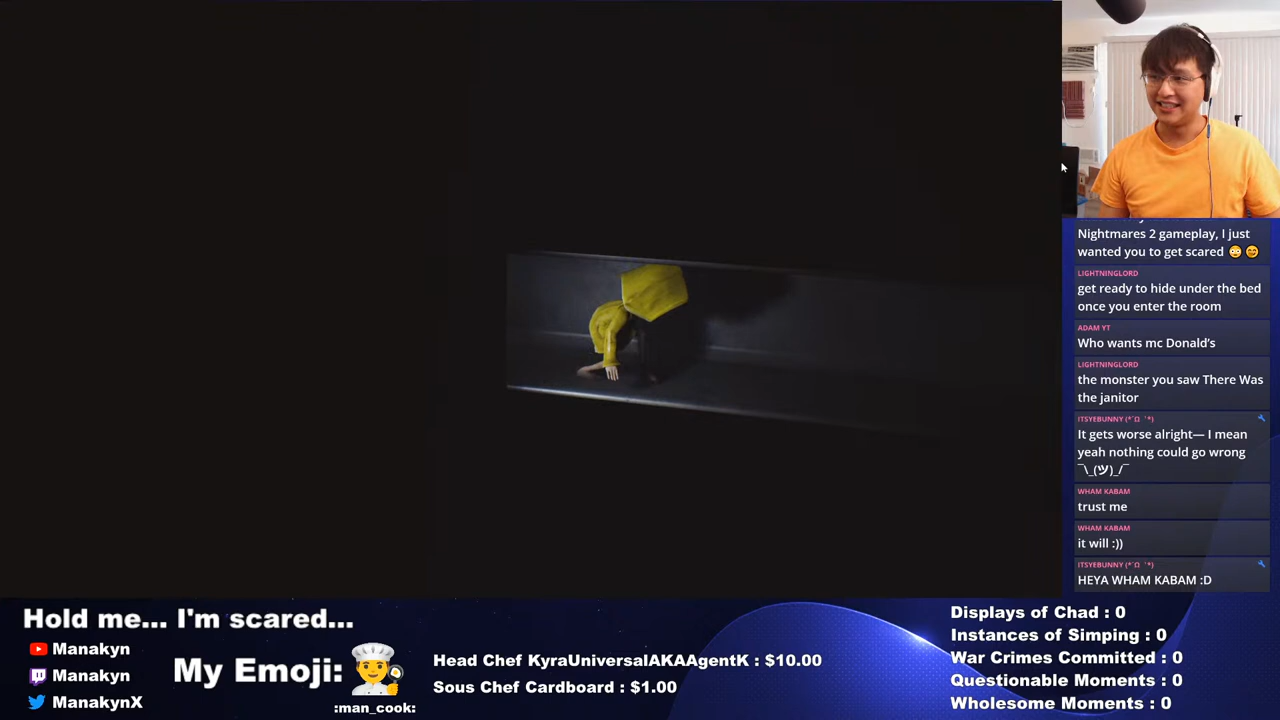 Nightmares 2 gameplay, I just
wanted you to get scared 😳 😊
LIGHTNINGLORD
get ready to hide under the bed
once you enter the room
ADAM YT
Who wants mc Donald's
LIGHTNINGLORD
the monster you saw There Was
the janitor
ITSYEBUNNY (*´Ω｀*)
It gets worse alright— I mean
yeah nothing could go wrong
¯\_(ツ)_/¯
WHAM KABAM
trust me
WHAM KABAM
it will :))
ITSYEBUNNY (*´Ω｀*)
HEYA WHAM KABAM :D
Hold me... I'm scared...
Manakyn
Manakyn
ManakynX
My Emoji:
:man_cook:
Head Chef KyraUniversalAKAAgentK : $10.00
Sous Chef Cardboard : $1.00
Displays of Chad : 0
Instances of Simping : 0
War Crimes Committed : 0
Questionable Moments : 0
Wholesome Moments : 0